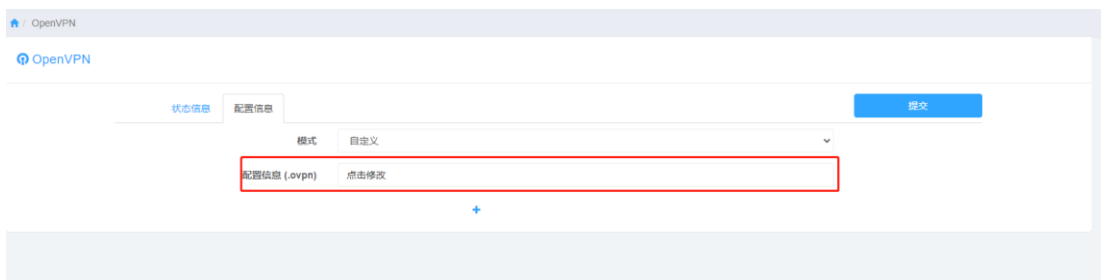 / OpenVPN
OpenVPN
状态信息 配置信息 提交
模式 自定义
配置信息 (.ovpn) 点击修改
+